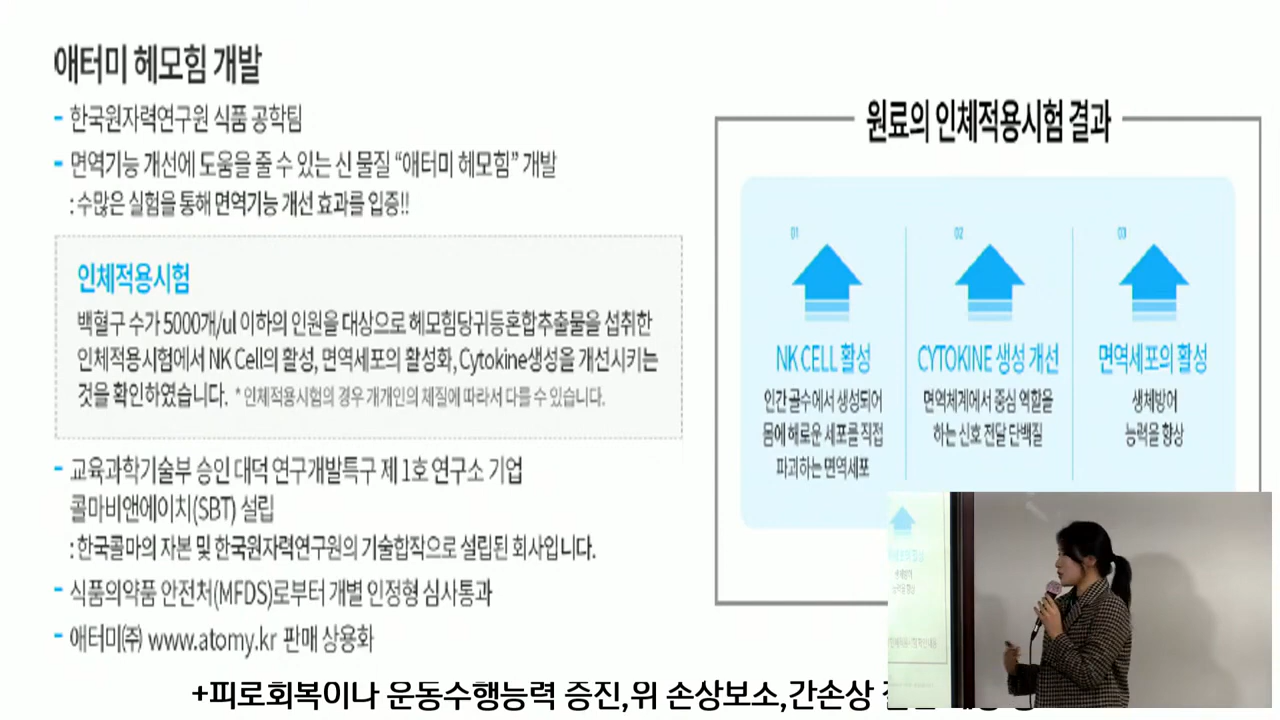 애터미 헤모힘 개발
- 한국원자력연구원 식품 공학팀
- 면역기능 개선에 도움을 줄 수 있는 신 물질 “애터미 헤모힘” 개발
: 수많은 실험을 통해 면역기능 개선 효과를 입증!!
인체적용시험
백혈구 수가 5000개/ul 이하의 인원을 대상으로 헤모힘당귀등혼합추출물을 섭취한
인체적용시험에서 NK Cell의 활성, 면역세포의 활성화, Cytokine생성을 개선시키는
것을 확인하였습니다. * 인체적용시험의 경우 개개인의 체질에 따라서 다를 수 있습니다.
- 교육과학기술부 승인 대덕 연구개발특구 제 1호 연구소 기업
콜마비앤에이치(SBT) 설립
: 한국콜마의 자본 및 한국원자력연구원의 기술합작으로 설립된 회사입니다.
- 식품의약품 안전처(MFDS)로부터 개별 인정형 심사통과
- 애터미㈜ www.atomy.kr 판매 상용화
원료의 인체적용시험 결과
01
NK CELL 활성
인간 골수에서 생성되어
몸에 해로운 세포를 직접
파괴하는 면역세포
02
CYTOKINE 생성 개선
면역체계에서 중심 역할을
하는 신호 전달 단백질
03
면역세포의 활성
생체방어
능력을 향상
+피로회복이나 운동수행능력 증진,위 손상보소,간손상